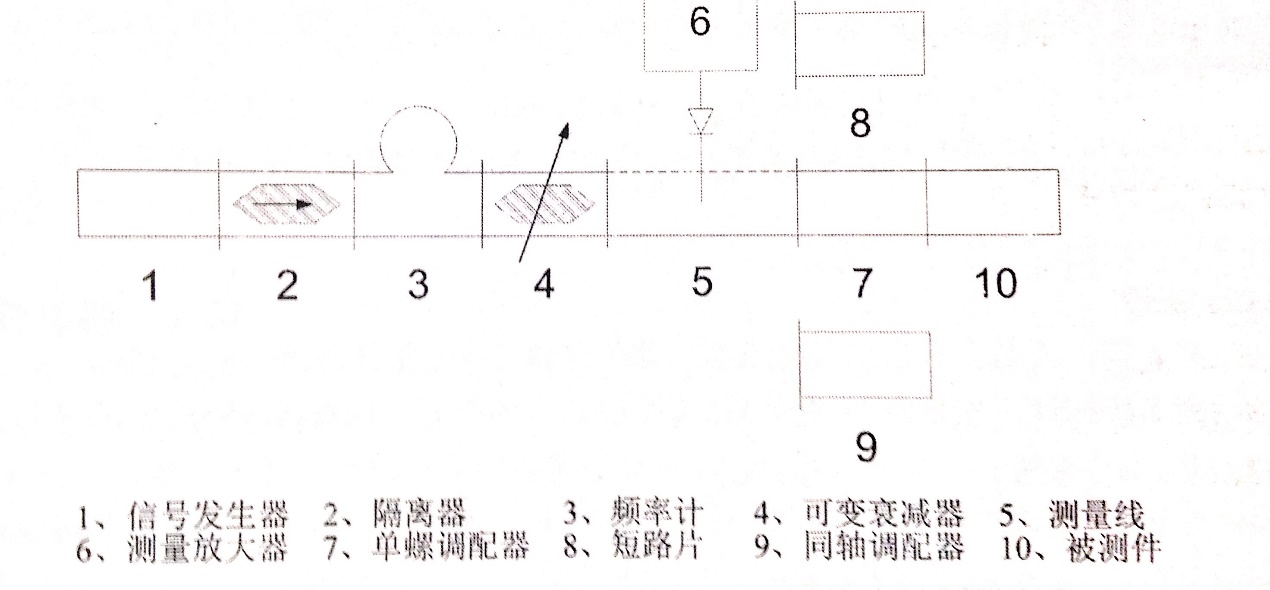 6
8
1 2 3 4 5 7 10
9
1、信号发生器 2、隔离器 3、频率计 4、可变衰减器 5、测量线
6、测量放大器 7、单螺调配器 8、短路片 9、同轴调配器 10、被测件